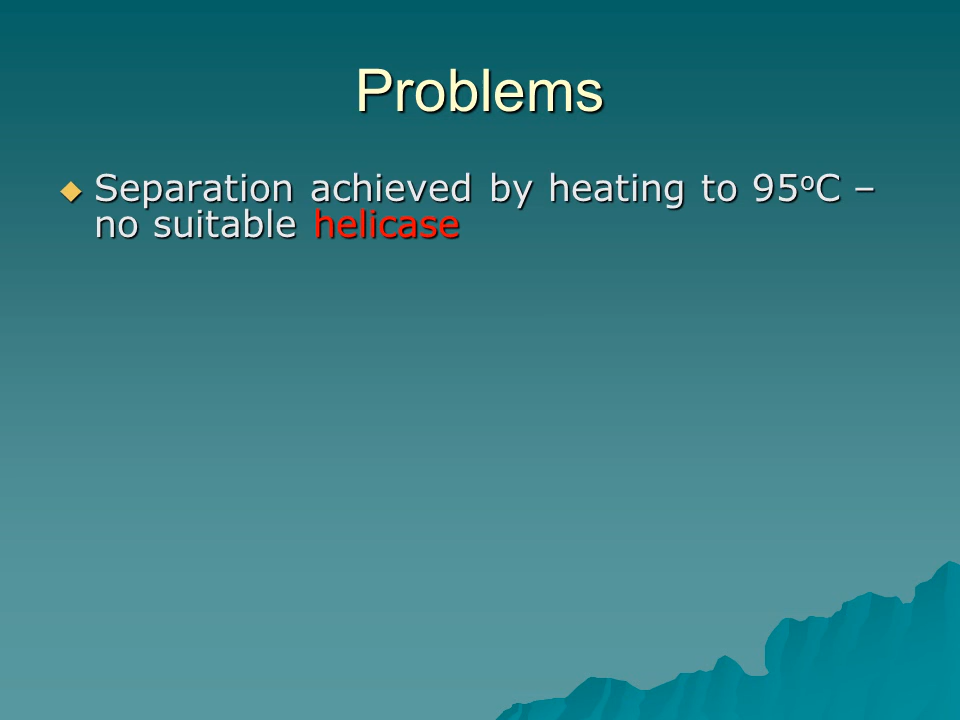 Problems
Separation achieved by heating to 95ºC –
no suitable helicase